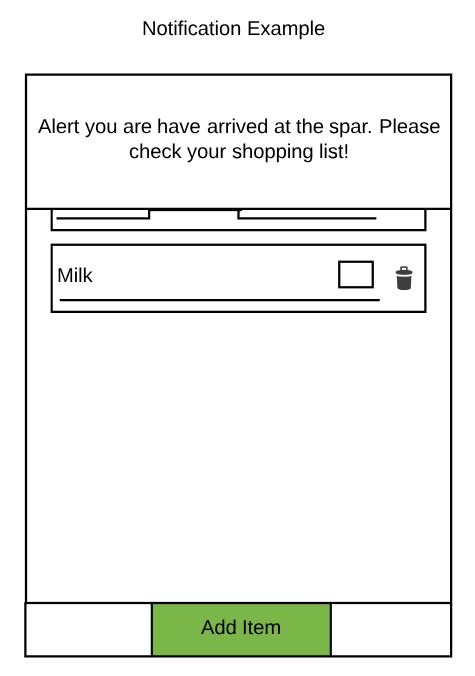 Notification Example
Alert you are have arrived at the spar. Please
check your shopping list!
Milk
Add Item